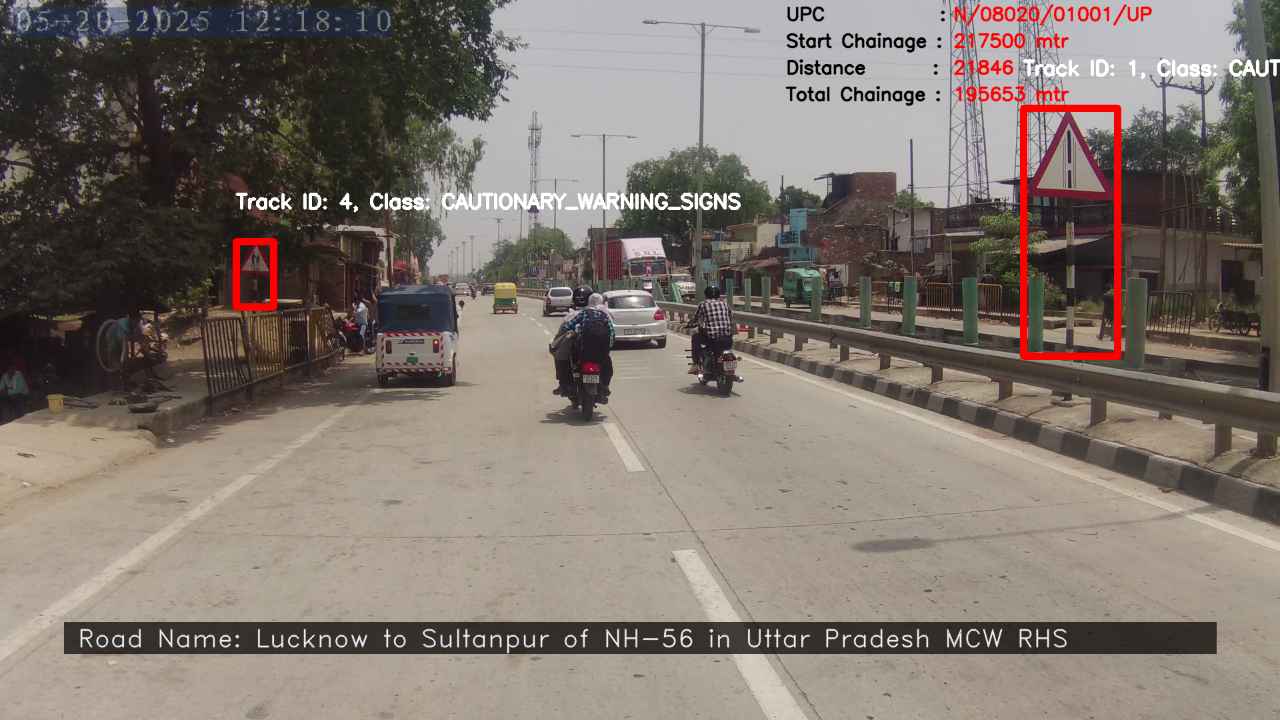 05-20-2025 12:18:10
UPC : N/08020/01001/UP
Start Chainage : 217500 mtr
Distance : 21846
Track ID: 1, Class: CAUT
Total Chainage : 195653 mtr
Track ID: 4, Class: CAUTIONARY_WARNING_SIGNS
Road Name: Lucknow to Sultanpur of NH-56 in Uttar Pradesh MCW RHS